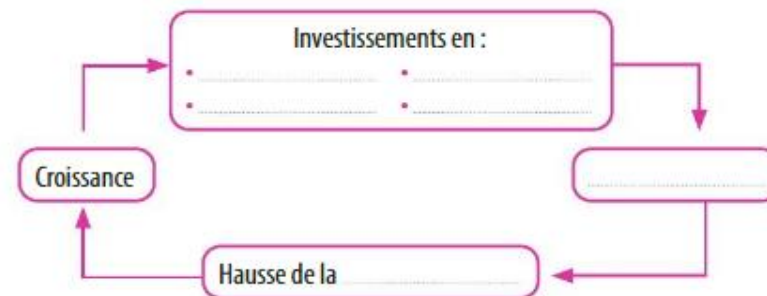 Investissements en :
•
•
•
•
Croissance
Hausse de la